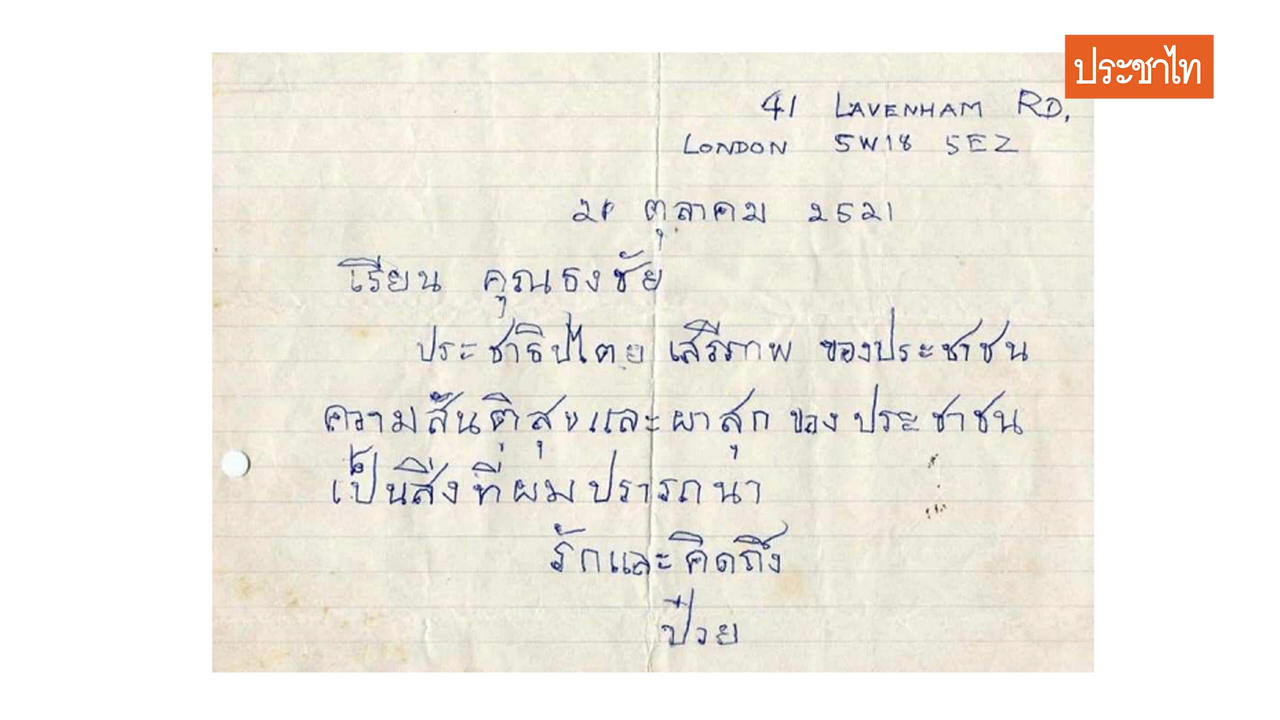 ประชาไท
41 LAVENHAM RD,
LONDON SW18 5EZ
ตุลาคม 2521
เรียน คุณธงชัย
ประชาธิปไตย เสรีภาพ ของประชาชน
ความสันติสุขและผาสุก ของ ประชาชน
เป็นสิ่งที่ผมปรารถนา
รักและคิดถึง
ป๋วย